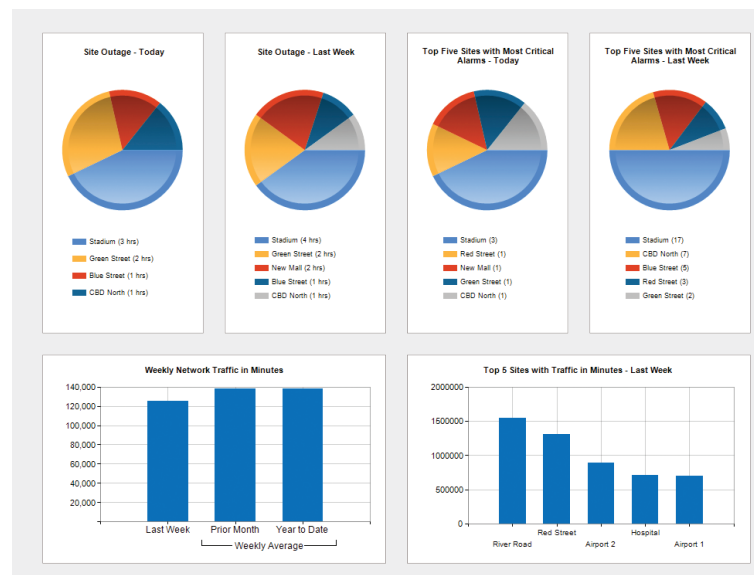 Site Outage - Today
Stadium (3 hrs)
Green Street (2 hrs)
Blue Street (1 hrs)
CBD North (1 hrs)
Site Outage - Last Week
Stadium (4 hrs)
Green Street (2 hrs)
New Mall (2 hrs)
Blue Street (1 hrs)
CBD North (1 hrs)
Top Five Sites with Most Critical
Alarms - Today
Stadium (3)
Red Street (1)
New Mall (1)
Green Street (1)
CBD North (1)
Top Five Sites with Most Critical
Alarms - Last Week
Stadium (17)
CBD North (7)
Blue Street (5)
Red Street (3)
Green Street (2)
Weekly Network Traffic in Minutes
140,000
120,000
100,000
80,000
60,000
40,000
20,000
Last Week Prior Month Year to Date
Weekly Average
Top 5 Sites with Traffic in Minutes - Last Week
2000000
1500000
1000000
500000
0
Red Street Hospital
River Road Airport 2 Airport 1